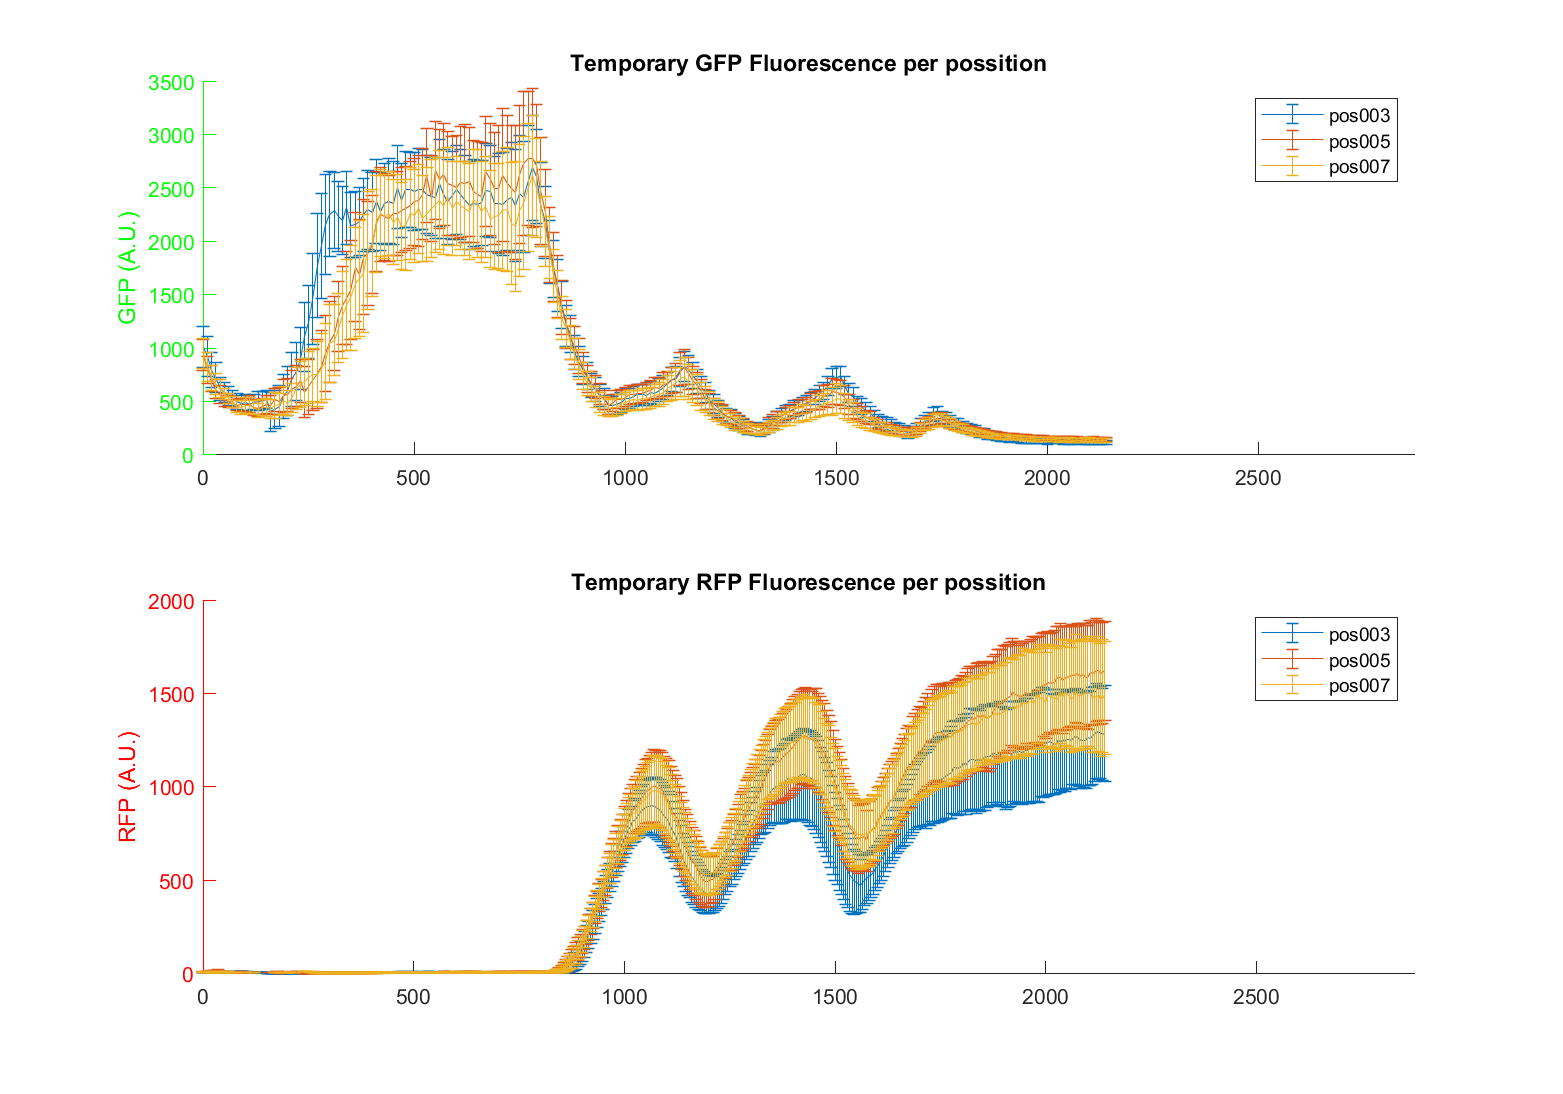 Temporary GFP Fluorescence per possition
GFP (A.U.)
3500
3000
2500
2000
1500
1000
500
0
0 500 1000 1500 2000 2500
pos003
pos005
pos007
Temporary RFP Fluorescence per possition
RFP (A.U.)
2000
1500
1000
500
0
0 500 1000 1500 2000 2500
pos003
pos005
pos007